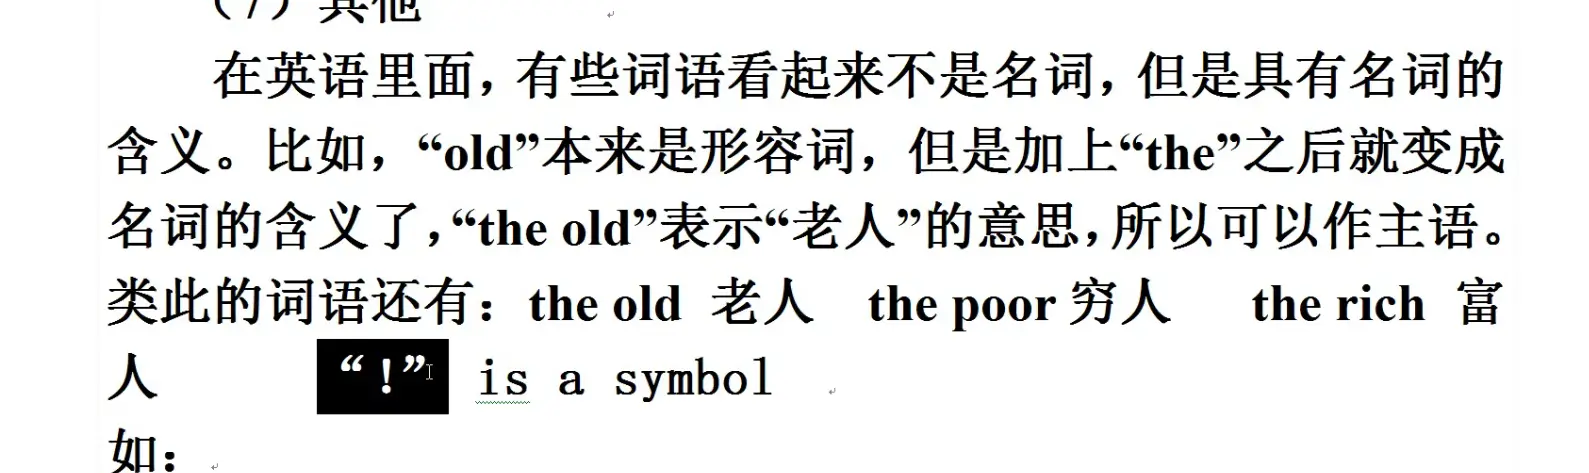 （7）其他
在英语里面，有些词语看起来不是名词，但是具有名词的
含义。比如，“old”本来是形容词，但是加上“the”之后就变成
名词的含义了，“the old”表示“老人”的意思，所以可以作主语。
类此的词语还有：the old 老人 the poor 穷人 the rich 富
人 “！” is a symbol
如：